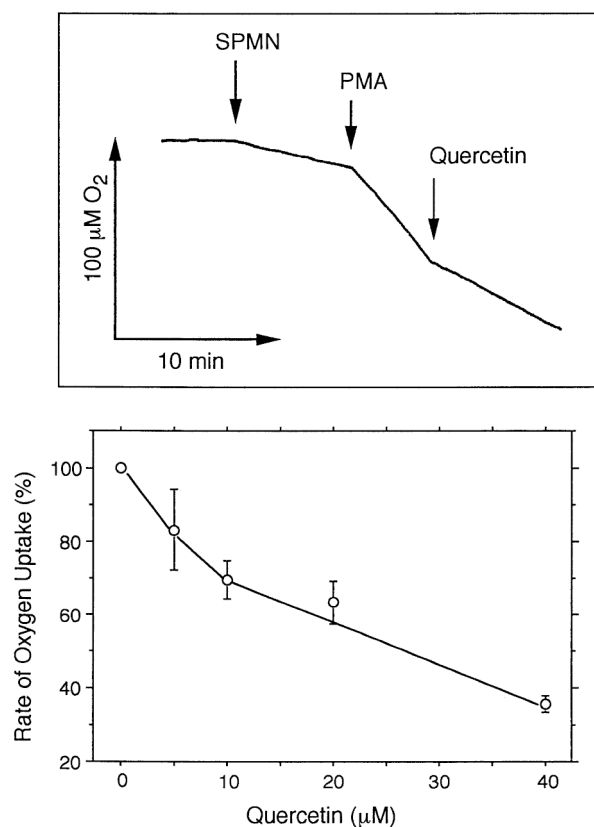 SPMN
PMA
Quercetin
100 μM O2
10 min
Rate of Oxygen Uptake (%)
100
80
60
40
20
0
10
20
30
40
Quercetin (μM)